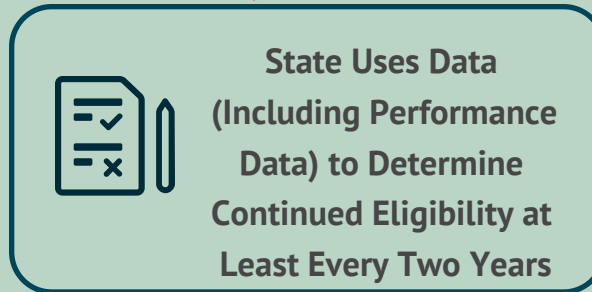 State Uses Data
(Including Performance
Data) to Determine
Continued Eligibility at
Least Every Two Years